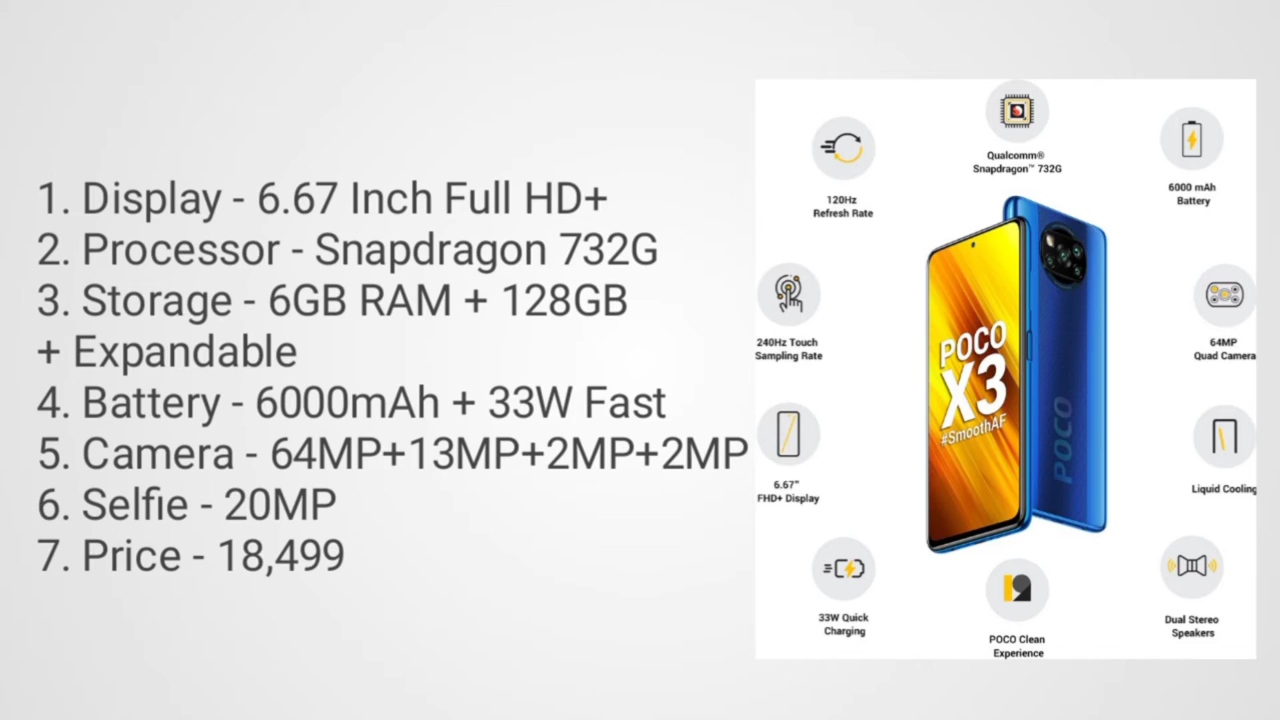 1. Display - 6.67 Inch Full HD+
2. Processor - Snapdragon 732G
3. Storage - 6GB RAM + 128GB
+ Expandable
4. Battery - 6000mAh + 33W Fast
5. Camera - 64MP+13MP+2MP+2MP
6. Selfie - 20MP
7. Price - 18,499
Qualcomm®
Snapdragon™ 732G
120Hz
Refresh Rate
6000 mAh
Battery
240Hz Touch
Sampling Rate
64MP
Quad Camera
POCO
X3
#SmoothAF
POCO
6.67"
FHD+ Display
Liquid Cooling
33W Quick
Charging
POCO Clean
Experience
Dual Stereo
Speakers